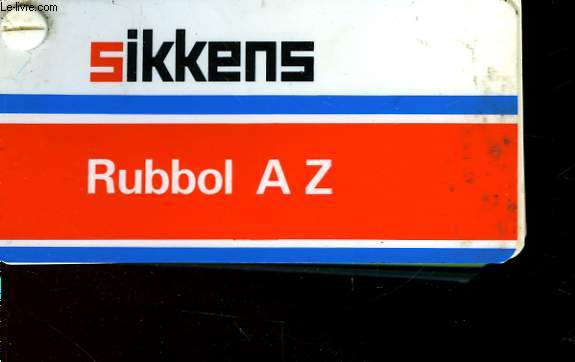 Le-livre.com
sikkens
Rubbol A Z